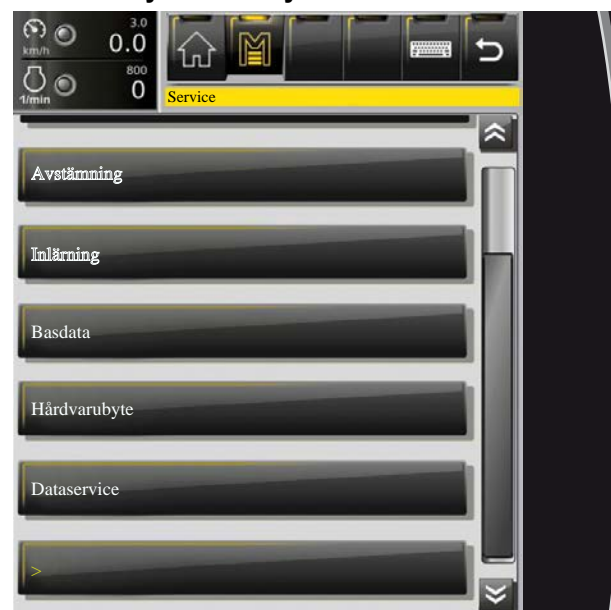 3.0
km/h 0.0
800
1/min 0
Service
Avstämning
Inlärning
Basdata
Hårdvarubyte
Dataservice
>